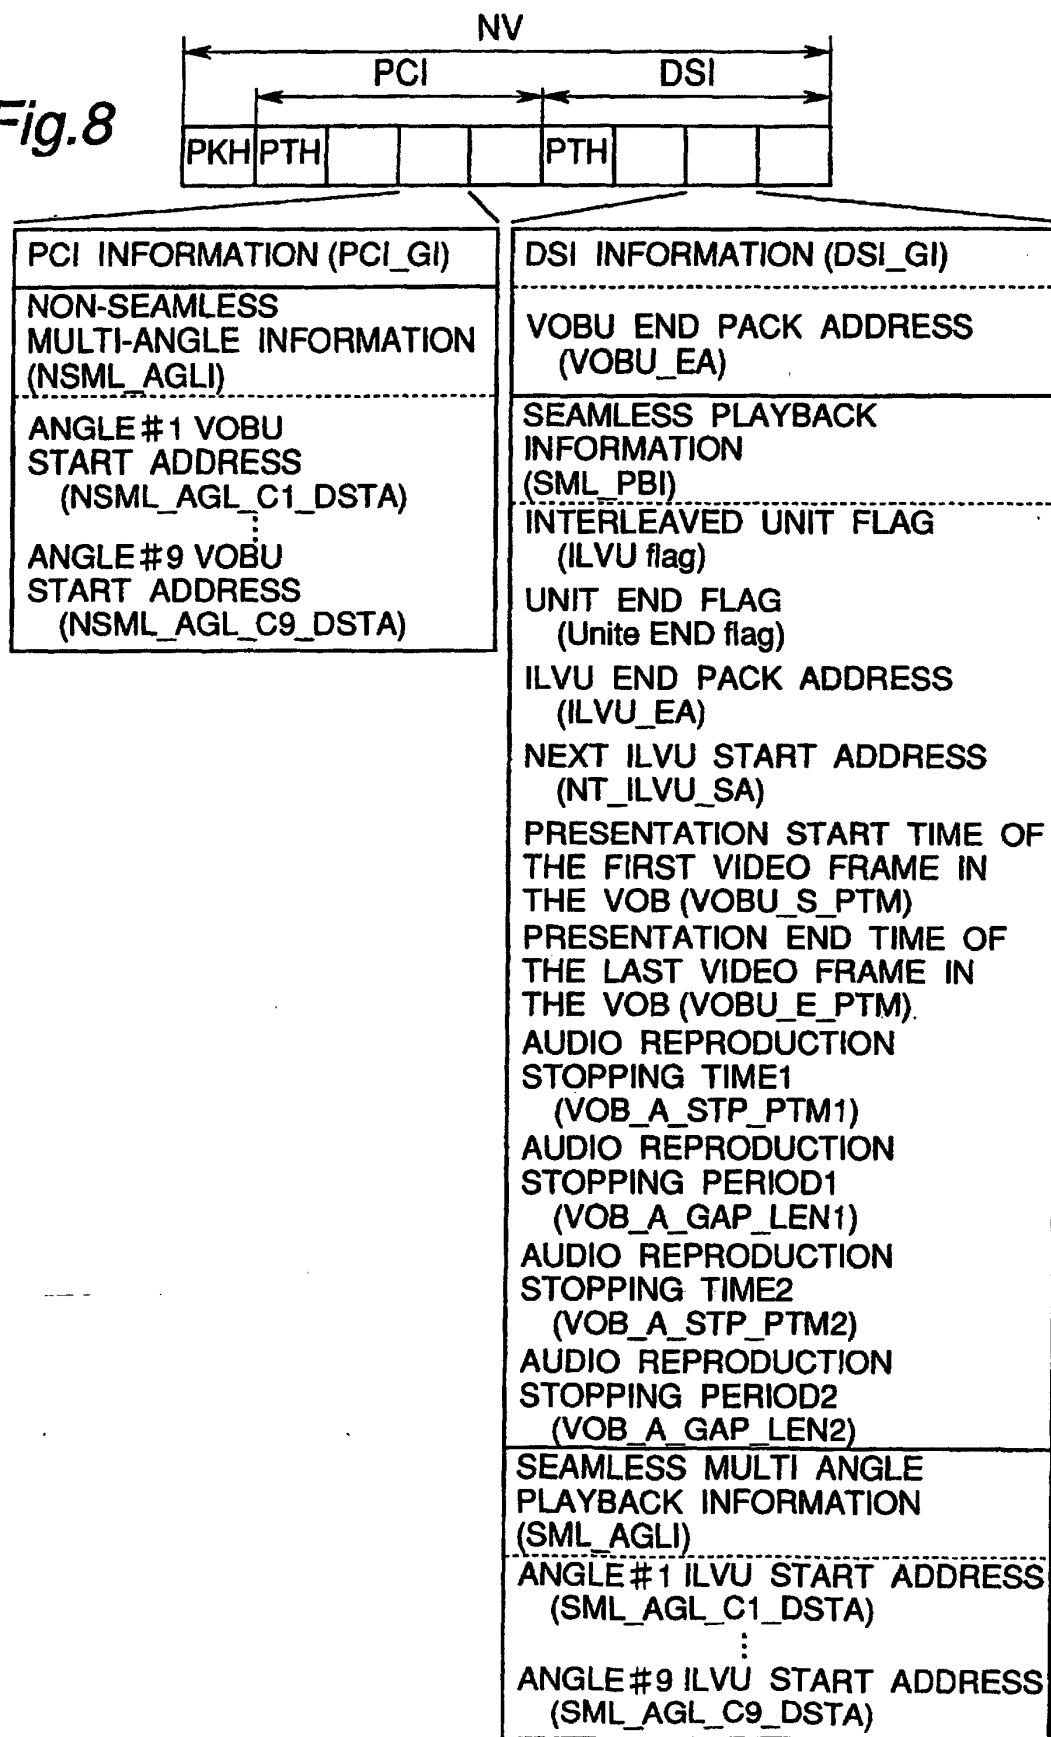 NV
PCI DSI
Fig.8
PKH PTH PTH
PCI INFORMATION (PCI_GI)
NON-SEAMLESS
MULTI-ANGLE INFORMATION
(NSML_AGLI)
ANGLE#1 VOBU
START ADDRESS
(NSML_AGL_C1_DSTA)
ANGLE#9 VOBU
START ADDRESS
(NSML_AGL_C9_DSTA)
DSI INFORMATION (DSI_GI)
VOBU END PACK ADDRESS
(VOBU_EA)
SEAMLESS PLAYBACK
INFORMATION
(SML_PBI)
INTERLEAVED UNIT FLAG
(ILVU flag)
UNIT END FLAG
(Unite END flag)
ILVU END PACK ADDRESS
(ILVU_EA)
NEXT ILVU START ADDRESS
(NT_ILVU_SA)
PRESENTATION START TIME OF
THE FIRST VIDEO FRAME IN
THE VOB (VOBU_S_PTM)
PRESENTATION END TIME OF
THE LAST VIDEO FRAME IN
THE VOB (VOBU_E_PTM)
AUDIO REPRODUCTION
STOPPING TIME1
(VOB_A_STP_PTM1)
AUDIO REPRODUCTION
STOPPING PERIOD1
(VOB_A_GAP_LEN1)
AUDIO REPRODUCTION
STOPPING TIME2
(VOB_A_STP_PTM2)
AUDIO REPRODUCTION
STOPPING PERIOD2
(VOB_A_GAP_LEN2)
SEAMLESS MULTI ANGLE
PLAYBACK INFORMATION
(SML_AGLI)
ANGLE#1 ILVU START ADDRESS
(SML_AGL_C1_DSTA)
ANGLE#9 ILVU START ADDRESS
(SML_AGL_C9_DSTA)